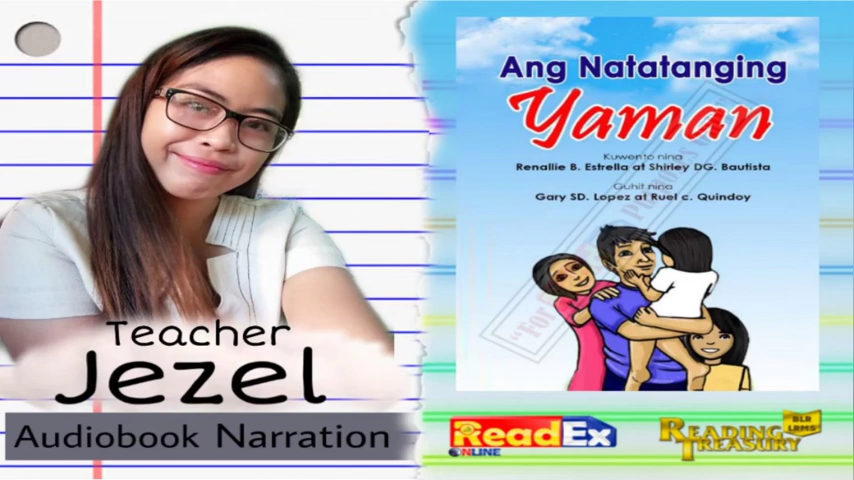 Teacher
Jezel
Audiobook Narration
Ang Natatanging
Yaman
Kuwento nina
Renallie B. Estrella at Shirley DG. Bautista
Guhit nina
Gary SD. Lopez at Ruel c. Quindoy
ReadEx
ONLINE
READING
TREASURY
BLR
LRMS